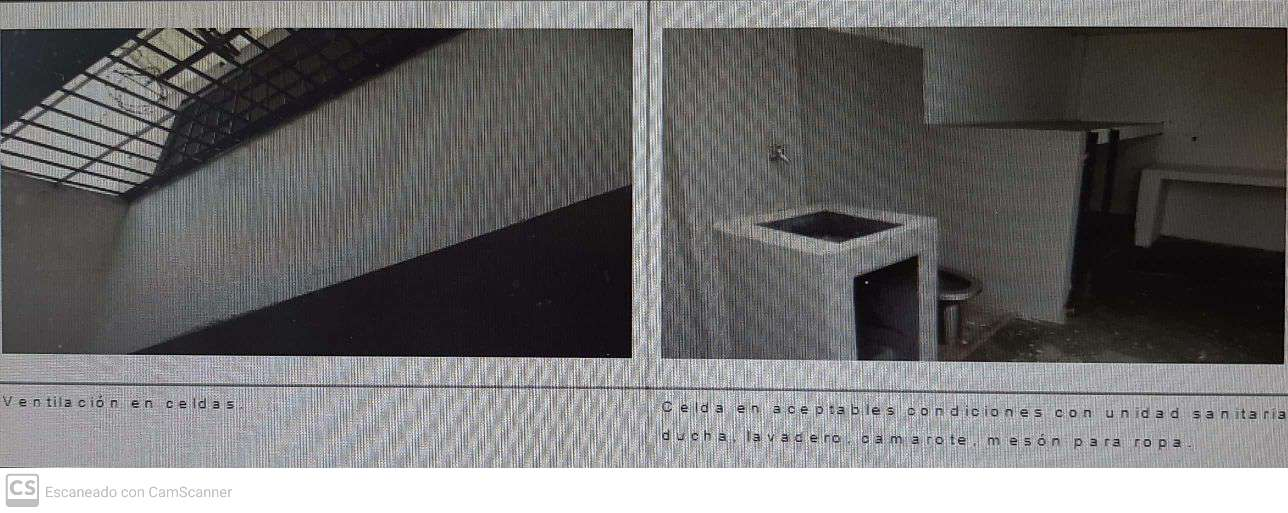 Ventilación en celdas.
Celda en aceptables condiciones con unidad sanitaria
ducha, lavadero, camarote, mesón para ropa.
CS Escaneado con CamScanner